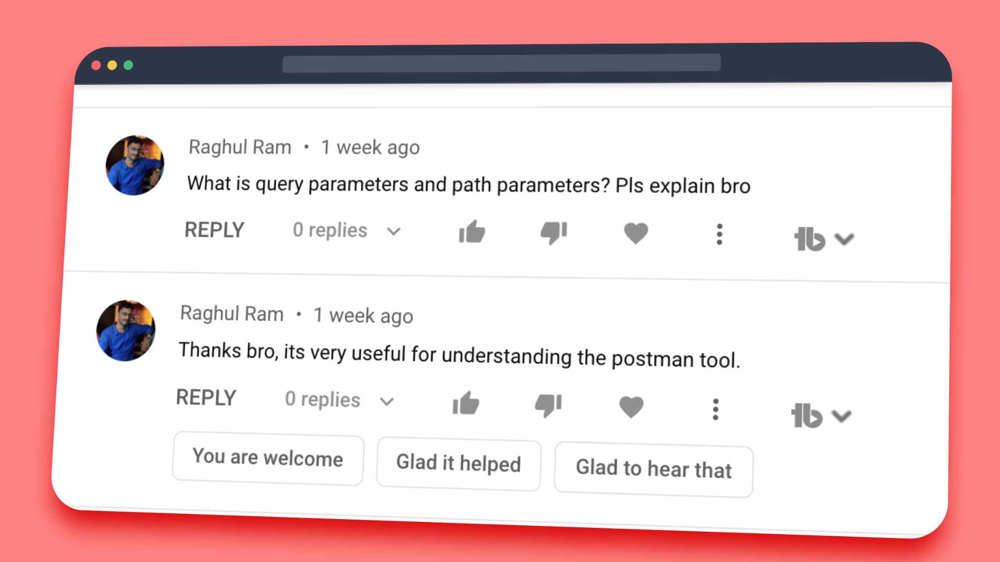 Raghul Ram • 1 week ago
What is query parameters and path parameters? Pls explain bro
REPLY 0 replies
tb
Raghul Ram • 1 week ago
Thanks bro, its very useful for understanding the postman tool.
REPLY 0 replies
tb
You are welcome Glad it helped Glad to hear that